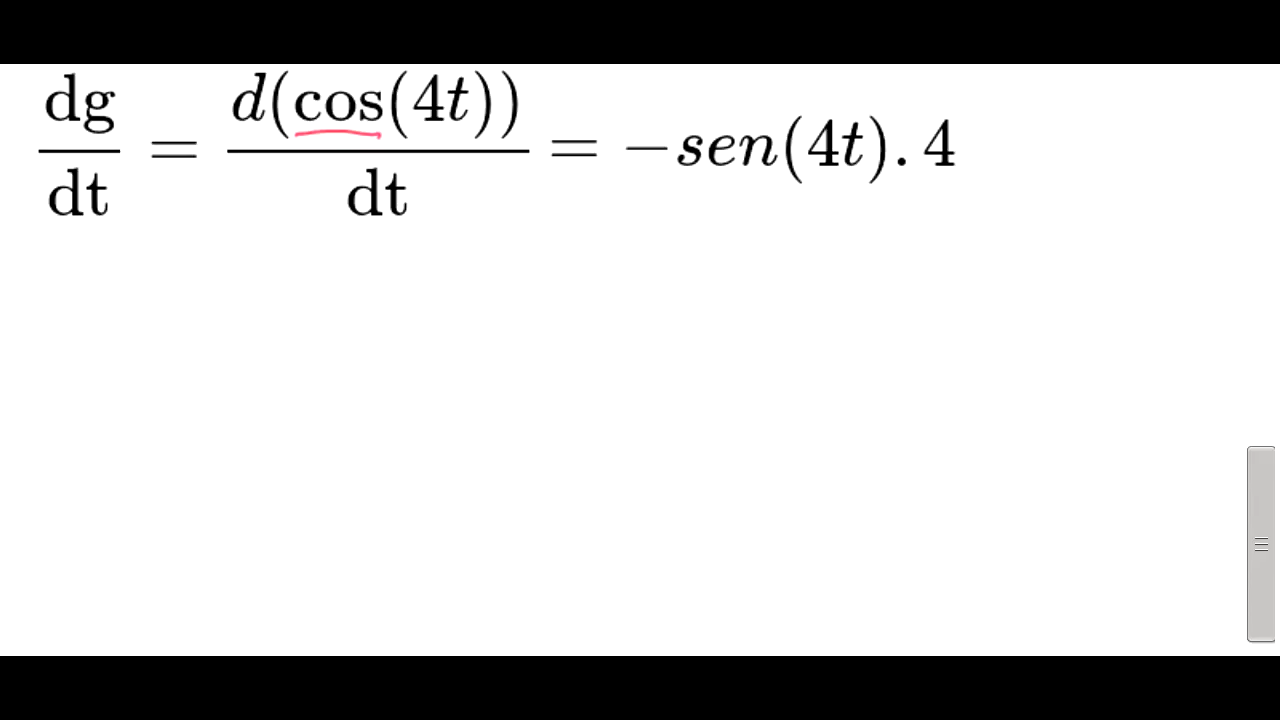 dg/dt = d(cos(4t))/dt = −sen(4t).4